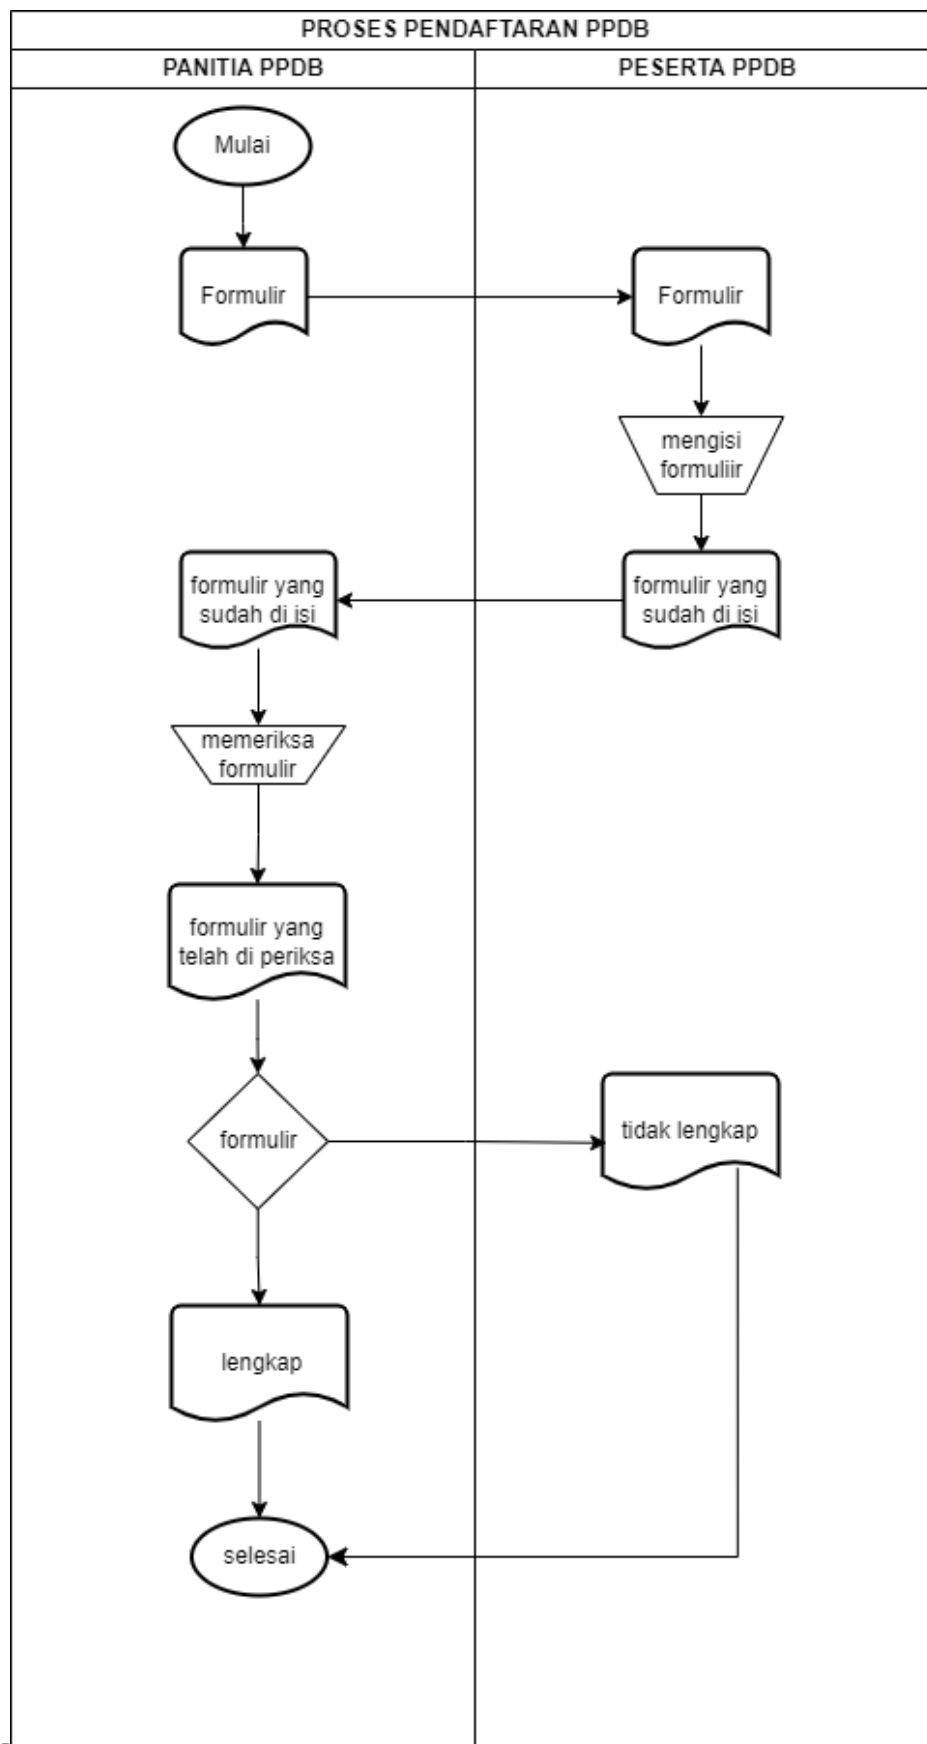 PROSES PENDAFTARAN PPDB
PANITIA PPDB
PESERTA PPDB
Mulai
Formulir
Formulir
mengisi
formuliir
formulir yang
sudah di isi
formulir yang
sudah di isi
memeriksa
formulir
formulir yang
telah di periksa
formulir
tidak lengkap
lengkap
selesai